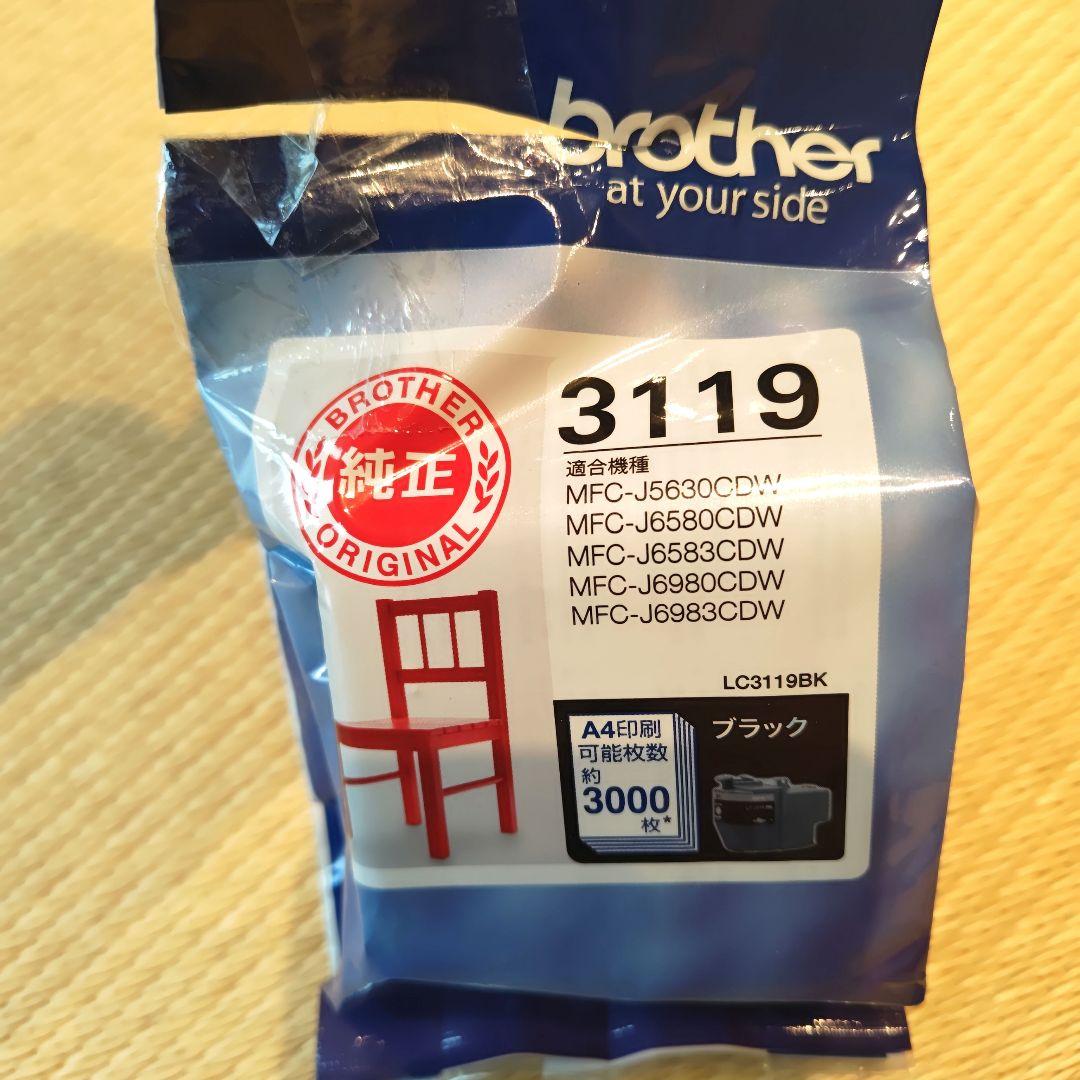 brother
at your side
BROTHER
純正
ORIGINAL
3119
適合機種
MFC-J5630CDW
MFC-J6580CDW
MFC-J6583CDW
MFC-J6980CDW
MFC-J6983CDW
LC3119BK
A4印刷
可能枚数
約
3000
枚*
ブラック